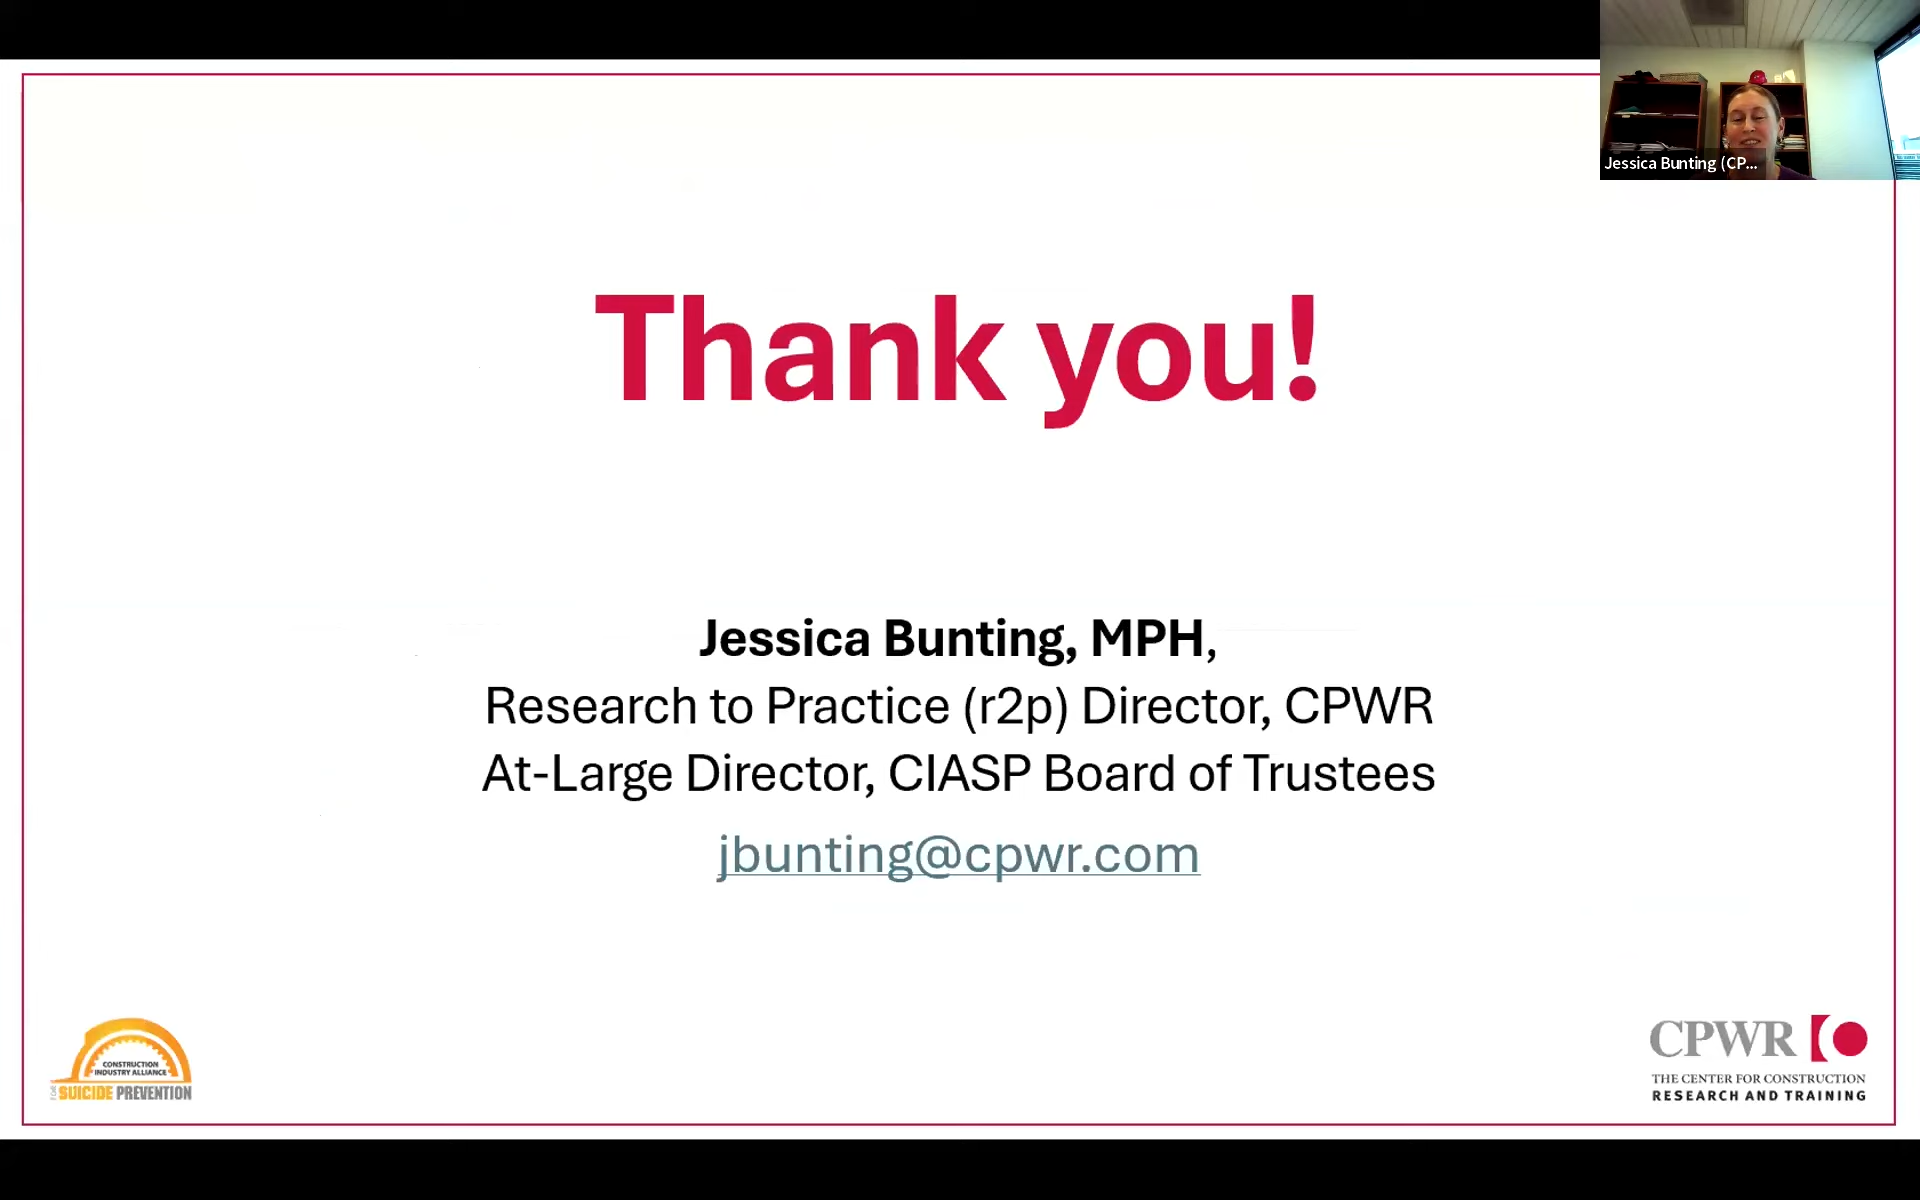 Jessica Bunting (CP...
Thank you!
Jessica Bunting, MPH,
Research to Practice (r2p) Director, CPWR
At-Large Director, CIASP Board of Trustees
jbunting@cpwr.com
CONSTRUCTION
INDUSTRY ALLIANCE
FOR SUICIDE PREVENTION
CPWR
THE CENTER FOR CONSTRUCTION
RESEARCH AND TRAINING